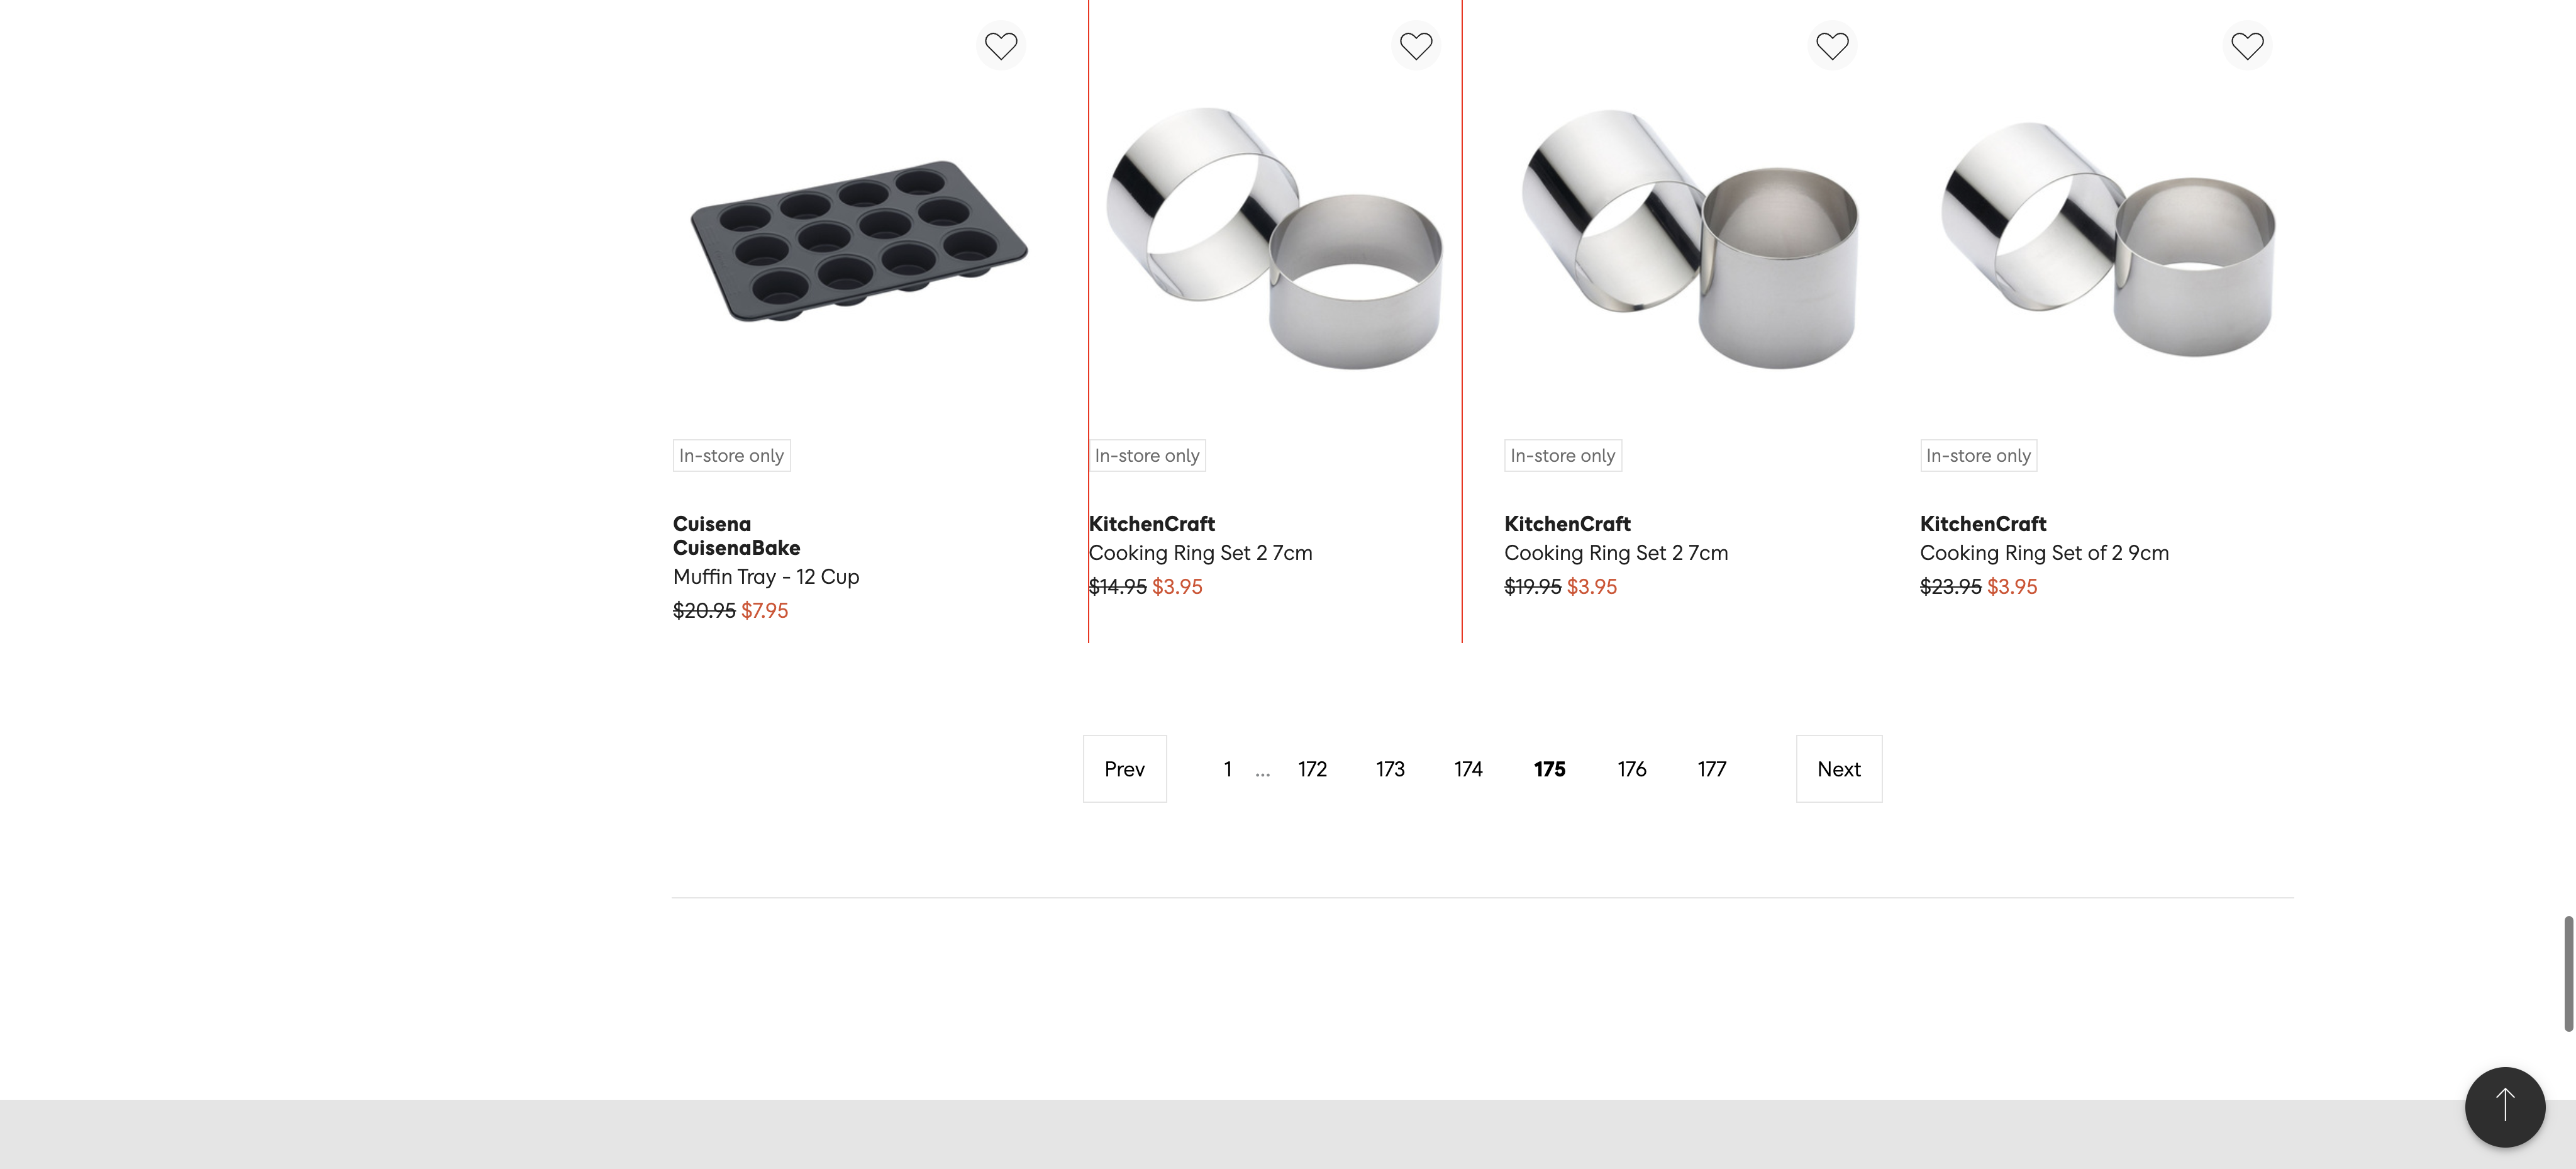 In-store only
Cuisena
CuisenaBake
Muffin Tray - 12 Cup
$20.95 $7.95
In-store only
KitchenCraft
Cooking Ring Set 2 7cm
$14.95 $3.95
In-store only
KitchenCraft
Cooking Ring Set 2 7cm
$19.95 $3.95
In-store only
KitchenCraft
Cooking Ring Set of 2 9cm
$23.95 $3.95
Prev 1 ... 172 173 174 175 176 177 Next